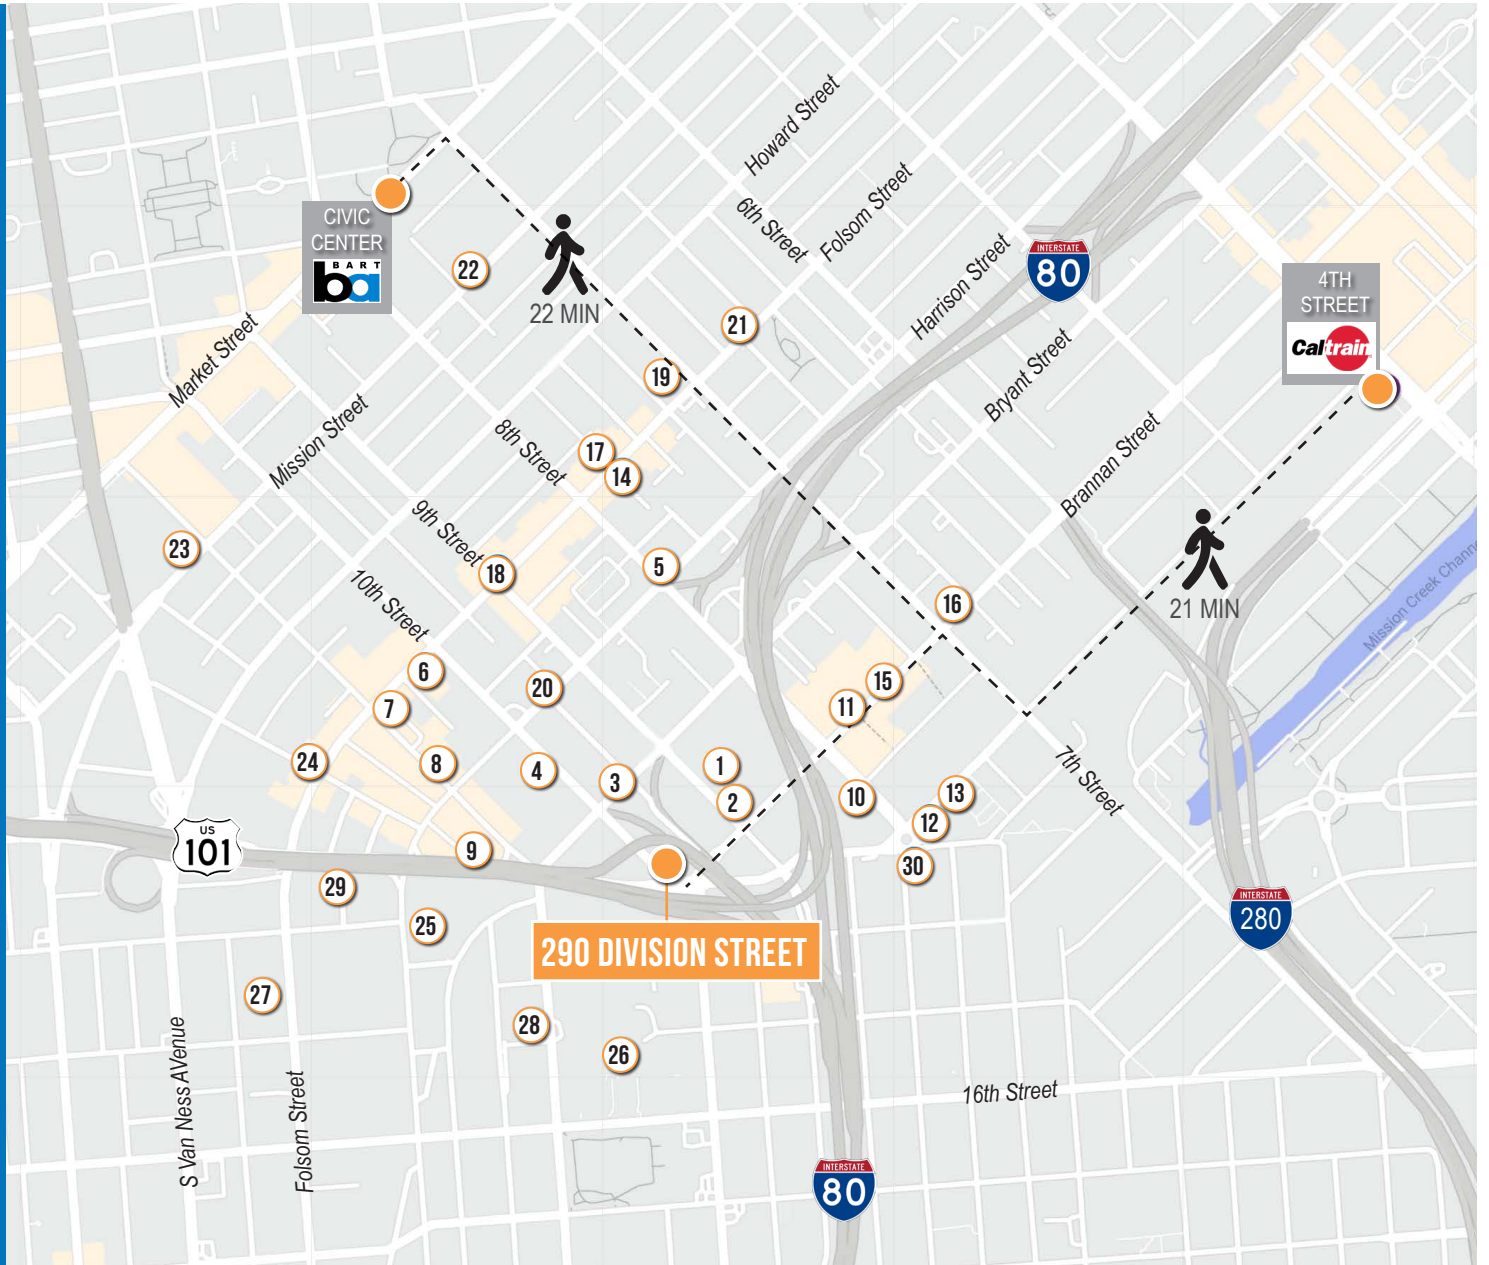 Howard Street
Folsom Street
6th Street
CIVIC
CENTER
BART
ba
22
22 MIN
21
Harrison Street
INTERSTATE
80
4TH
STREET
Caltrain
Market Street
Bryant Street
19
Mission Street
8th Street
17
14
Brannan Street
9th Street
23
18
5
10th Street
16
21 MIN
Mission Creek Channe
6
20
15
7
11
24
8
4
3
1
2
10
13
12
7th Street
US
101
9
30
29
25
INTERSTATE
280
290 DIVISION STREET
27
28
26
S Van Ness AVenue
Folsom Street
16th Street
INTERSTATE
80